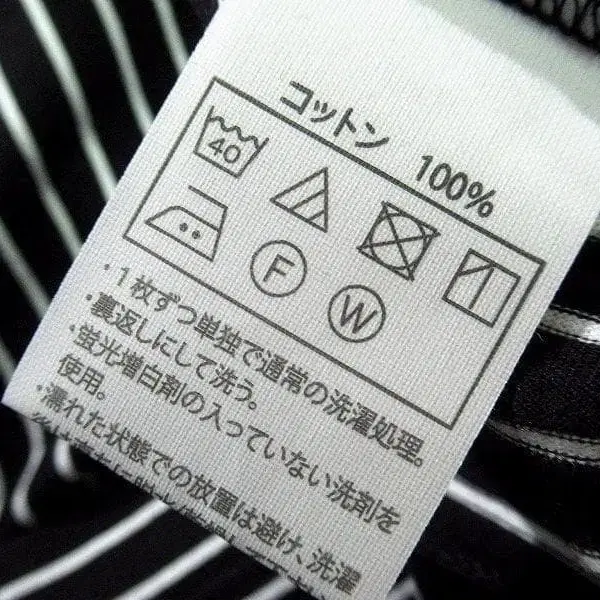 コットン 100%
40
F
W
・1枚ずつ単独で通常の洗濯処理。
・裏返しにして洗う。
・蛍光増白剤の入っていない洗剤を
使用。
・濡れた状態での放置は避け、洗濯